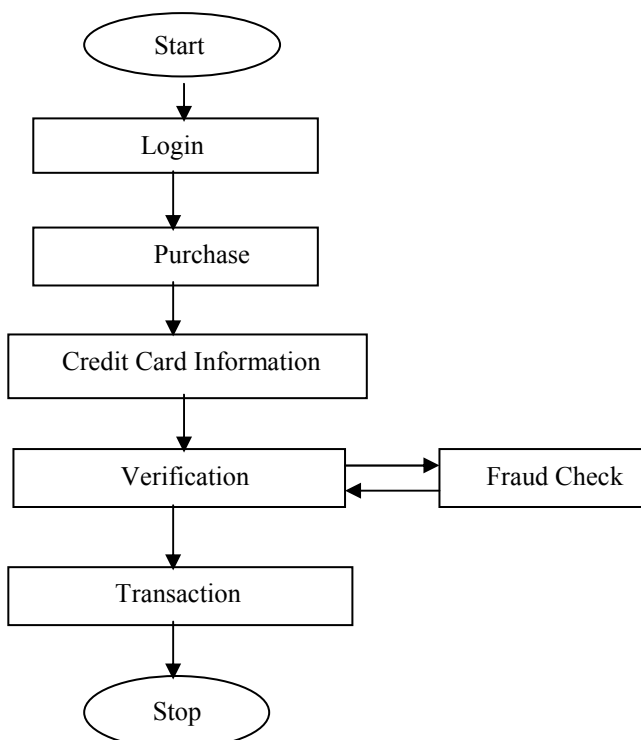 Start
Login
Purchase
Credit Card Information
Verification
Fraud Check
Transaction
Stop